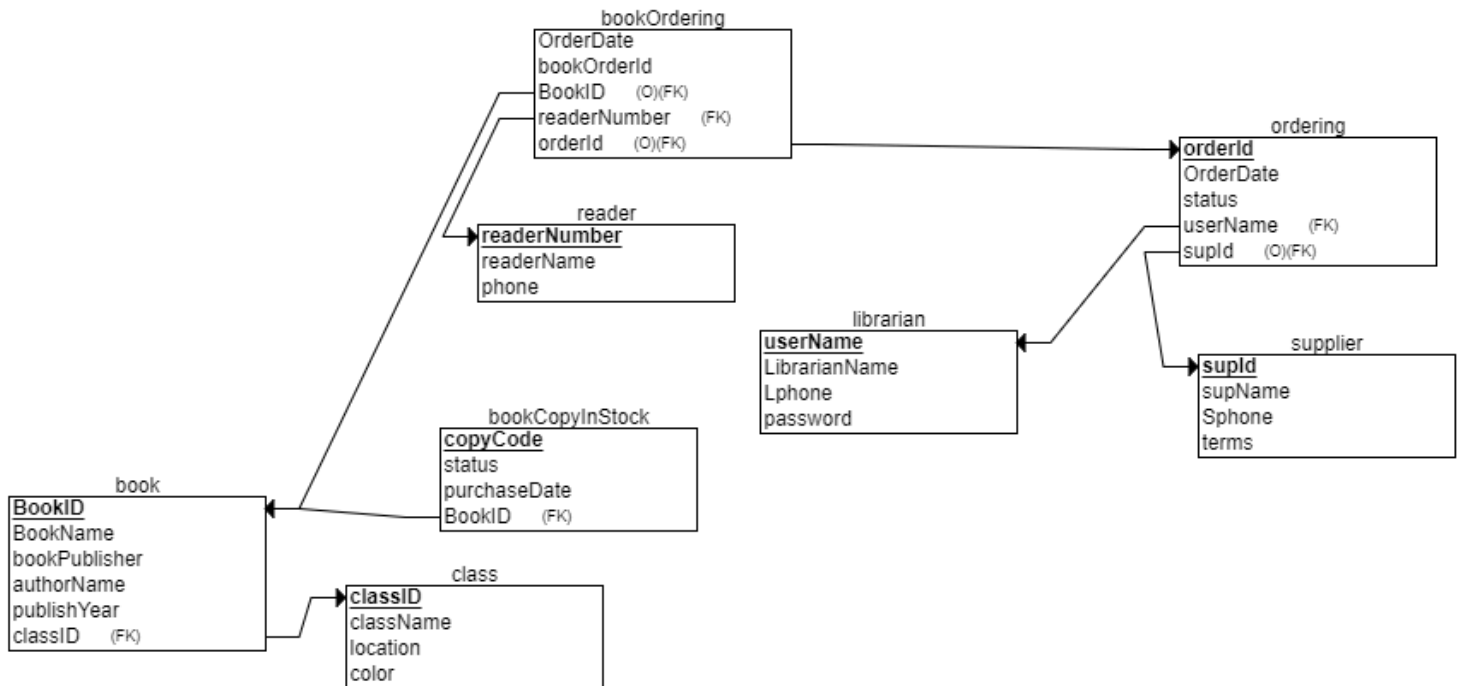 bookOrdering
OrderDate
bookOrderId
BookID (O)(FK)
readerNumber (FK)
orderId (O)(FK)
ordering
orderId
OrderDate
status
userName (FK)
supId (O)(FK)
reader
readerNumber
readerName
phone
librarian
userName
LibrarianName
Lphone
password
supplier
supId
supName
Sphone
terms
bookCopyInStock
copyCode
status
purchaseDate
BookID (FK)
book
BookID
BookName
bookPublisher
authorName
publishYear
classID (FK)
class
classID
className
location
color